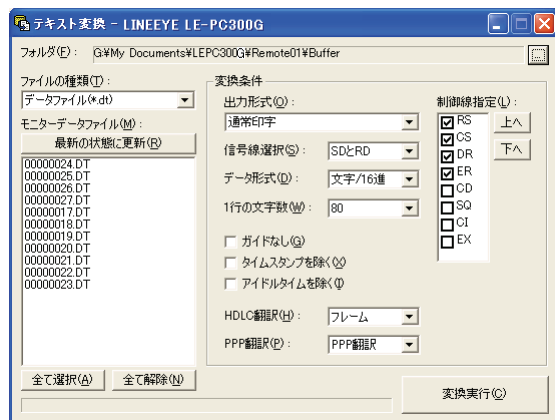 テキスト変換 - LINEEYE LE-PC300G
フォルダ(F): G:¥My Documents¥LEPC300G¥Remote01¥Buffer
...
ファイルの種類(T):
データファイル(*.dt)
モニターデータファイル(M):
最新の状態に更新(R)
00000024.DT
00000025.DT
00000026.DT
00000027.DT
00000017.DT
00000018.DT
00000019.DT
00000020.DT
00000021.DT
00000022.DT
00000023.DT
全て選択(A) 全て解除(N)
変換条件
出力形式(O):
通常印字
信号線選択(S): SDとRD
データ形式(D): 文字/16進
1行の文字数(W): 80
ガイドなし(G)
タイムスタンプを除く(X)
アイドルタイムを除く(I)
HDLC翻訳(H): フレーム
PPP翻訳(P): PPP翻訳
制御線指定(L):
RS
CS
DR
ER
CD
SQ
CI
EX
上へ
下へ
変換実行(C)